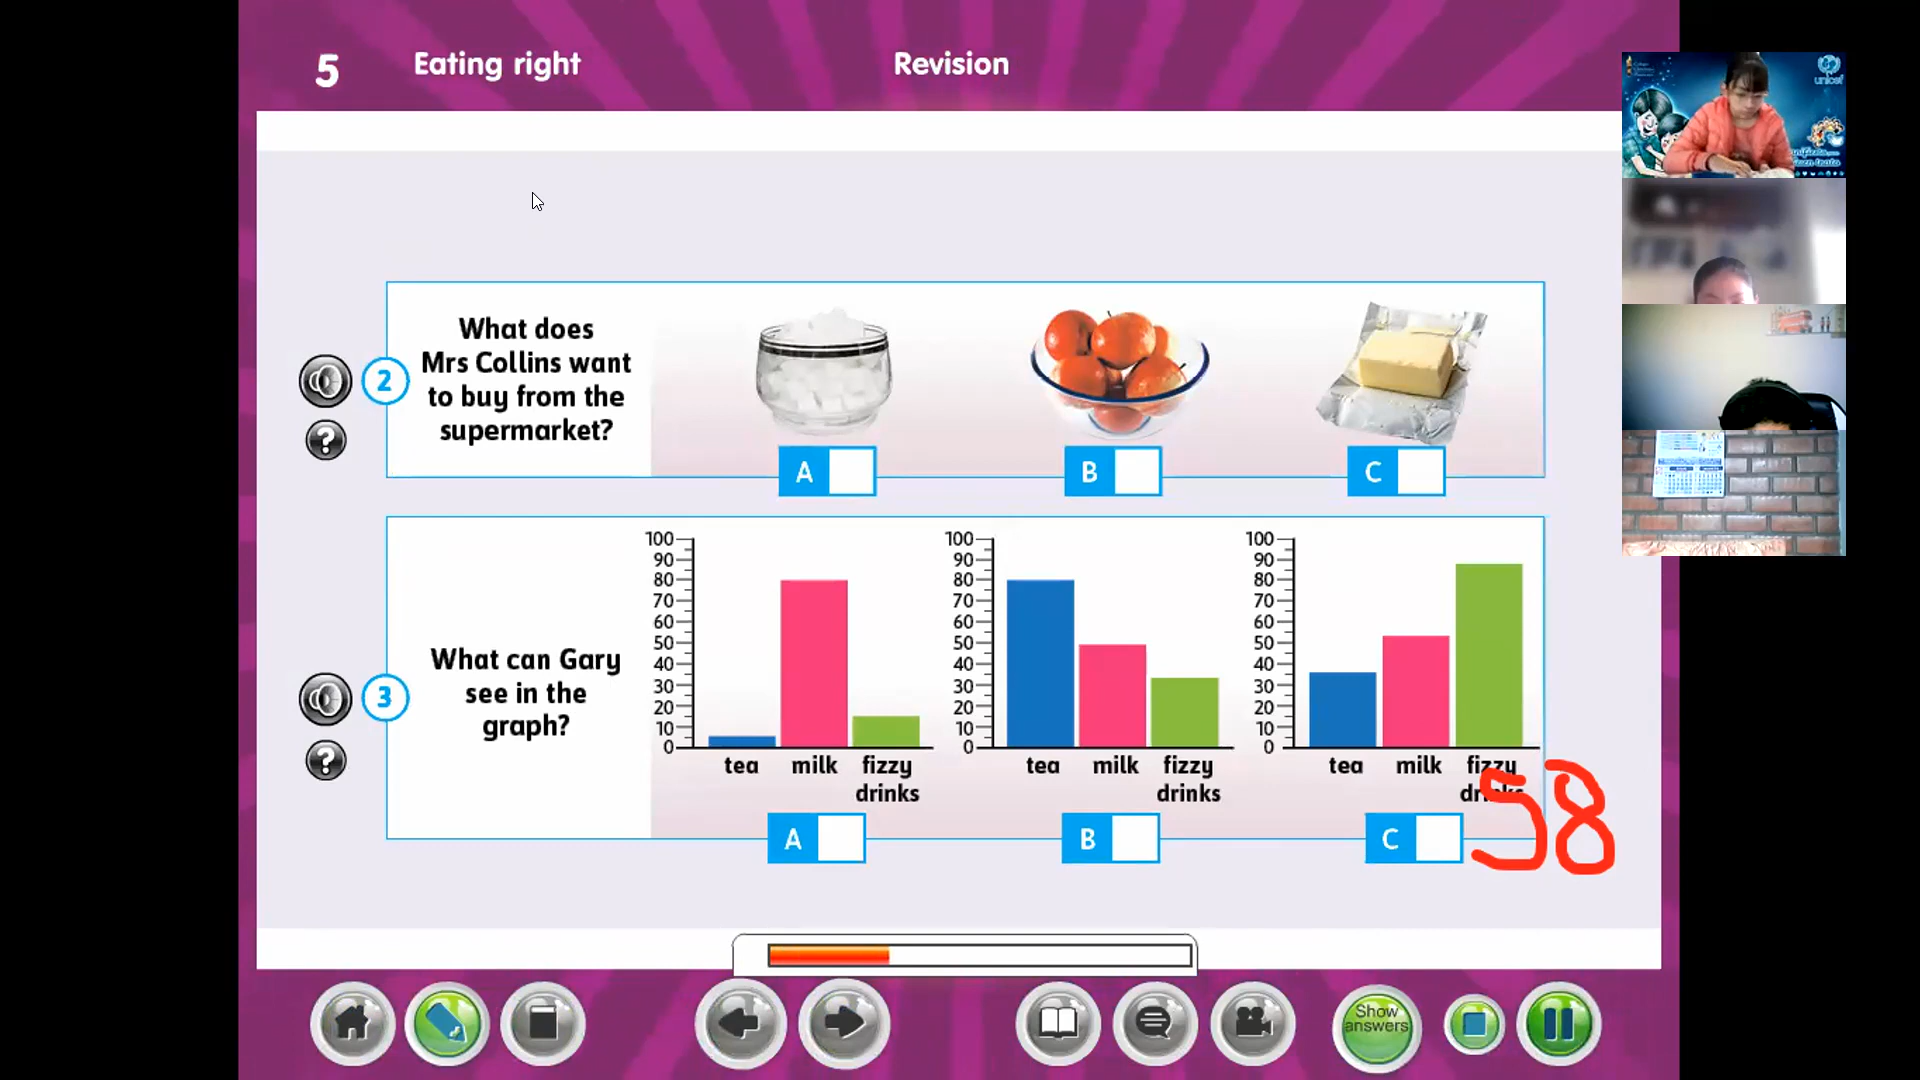 5 Eating right Revision
unicef
2
What does
Mrs Collins want
to buy from the
supermarket?
A B C
3
What can Gary
see in the
graph?
100 90 80 70 60 50 40 30 20 10 0
tea milk fizzy
drinks
A
100 90 80 70 60 50 40 30 20 10 0
tea milk fizzy
drinks
B
100 90 80 70 60 50 40 30 20 10 0
tea milk fizzy
drinks
C
58
? ?
Show
answers